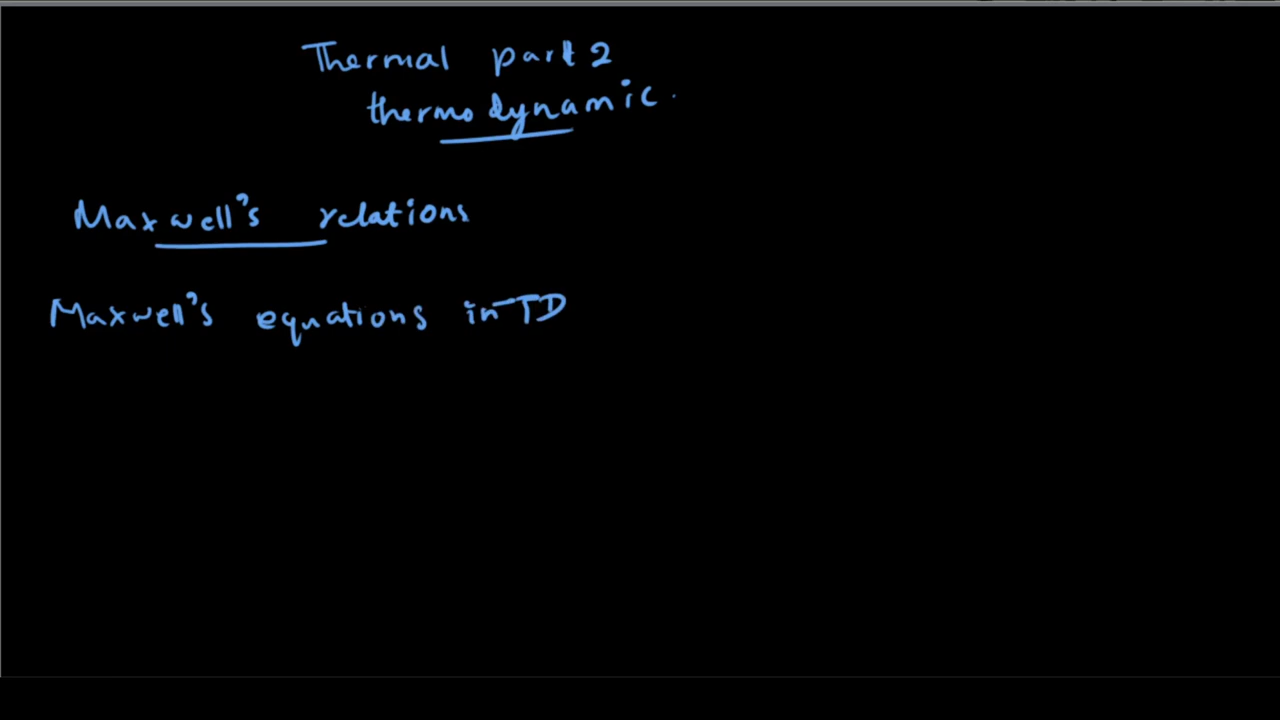 Thermal part 2
thermodynamic.
Maxwell's relations
Maxwell's equations in TD